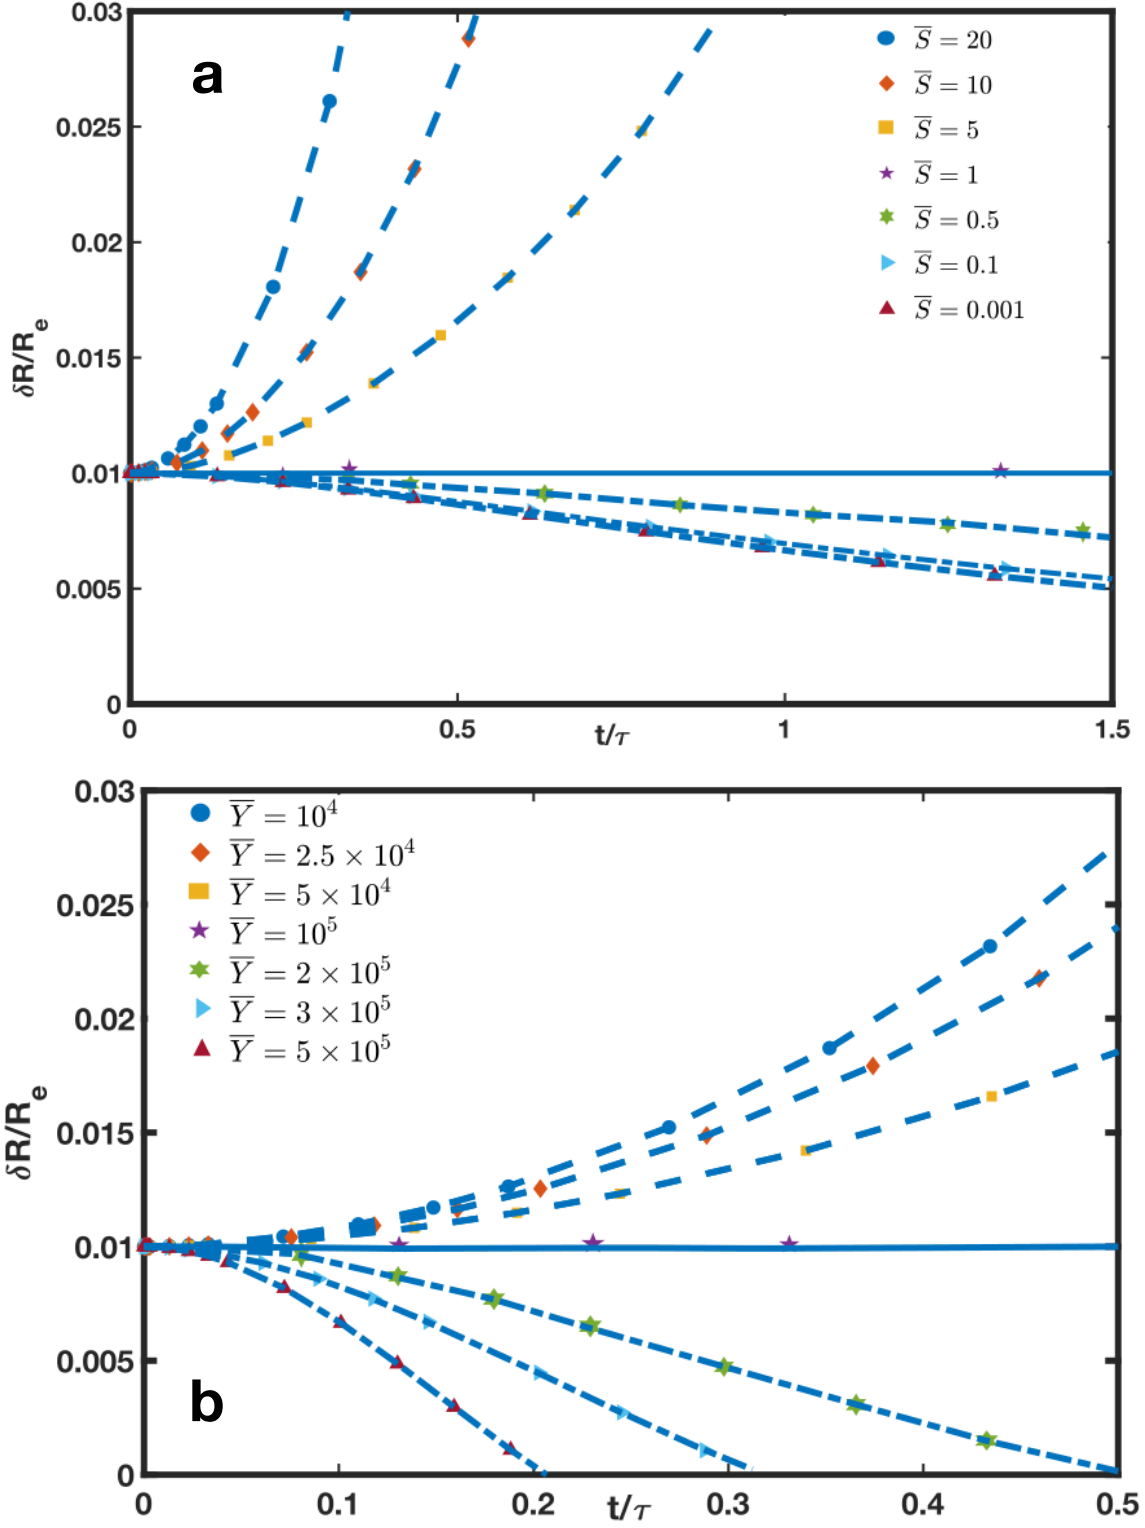 0.03
a
S̅ = 20
S̅ = 10
0.025
S̅ = 5
S̅ = 1
0.02
S̅ = 0.5
S̅ = 0.1
S̅ = 0.001
δR/Rₑ
0.015
0.01
0.005
0
0 0.5 1 1.5
t/τ
0.03
Y̅ = 10⁴
Y̅ = 2.5 × 10⁴
0.025
Y̅ = 5 × 10⁴
Y̅ = 10⁵
Y̅ = 2 × 10⁵
0.02
Y̅ = 3 × 10⁵
Y̅ = 5 × 10⁵
δR/Rₑ
0.015
0.01
0.005
b
0
0 0.1 0.2 0.3 0.4 0.5
t/τ